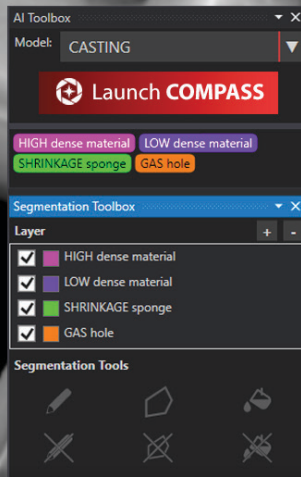 AI Toolbox
Model: CASTING
Launch COMPASS
HIGH dense material LOW dense material
SHRINKAGE sponge GAS hole
Segmentation Toolbox
Layer + -
HIGH dense material
LOW dense material
SHRINKAGE sponge
GAS hole
Segmentation Tools